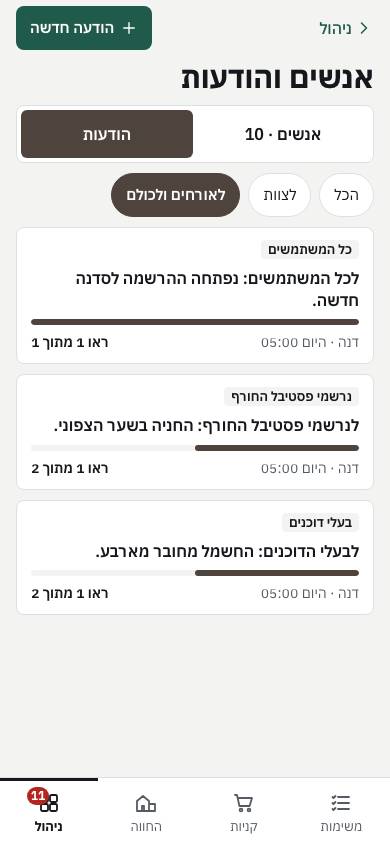 ניהול
הודעה חדשה
אנשים והודעות
אנשים · 10
הודעות
הכל
לצוות
לאורחים ולכולם
כל המשתמשים
לכל המשתמשים: נפתחה ההרשמה לסדנה
חדשה.
דנה · היום 05:00
ראו 1 מתוך 1
נרשמי פסטיבל החורף
לנרשמי פסטיבל החורף: החניה בשער הצפוני.
דנה · היום 05:00
ראו 1 מתוך 2
בעלי דוכנים
לבעלי הדוכנים: החשמל מחובר מארבע.
דנה · היום 05:00
ראו 1 מתוך 2
משימות
קניות
החווה
11
ניהול